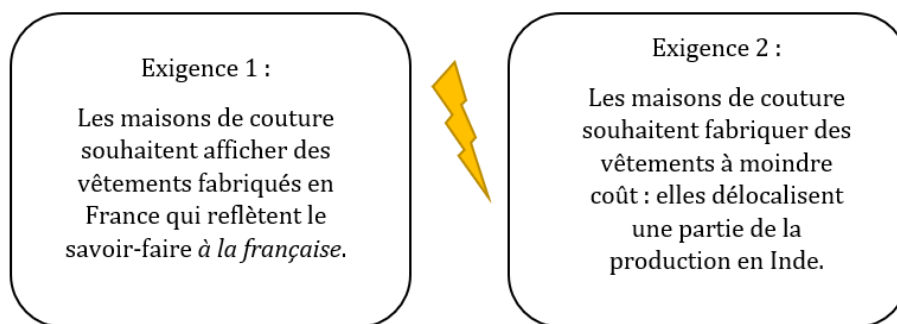 Exigence 1 :
Les maisons de couture
souhaitent afficher des
vêtements fabriqués en
France qui reflètent le
savoir-faire à la française.
Exigence 2 :
Les maisons de couture
souhaitent fabriquer des
vêtements à moindre
coût : elles délocalisent
une partie de la
production en Inde.